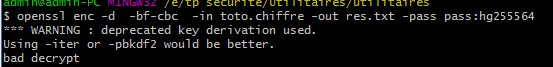 admin@admin-PC MINGW32 /e/tp securite/utilitaires/utilitaires
$ openssl enc -d  -bf-cbc  -in toto.chiffre -out res.txt -pass pass:hg255564
*** WARNING : deprecated key derivation used.
Using -iter or -pbkdf2 would be better.
bad decrypt